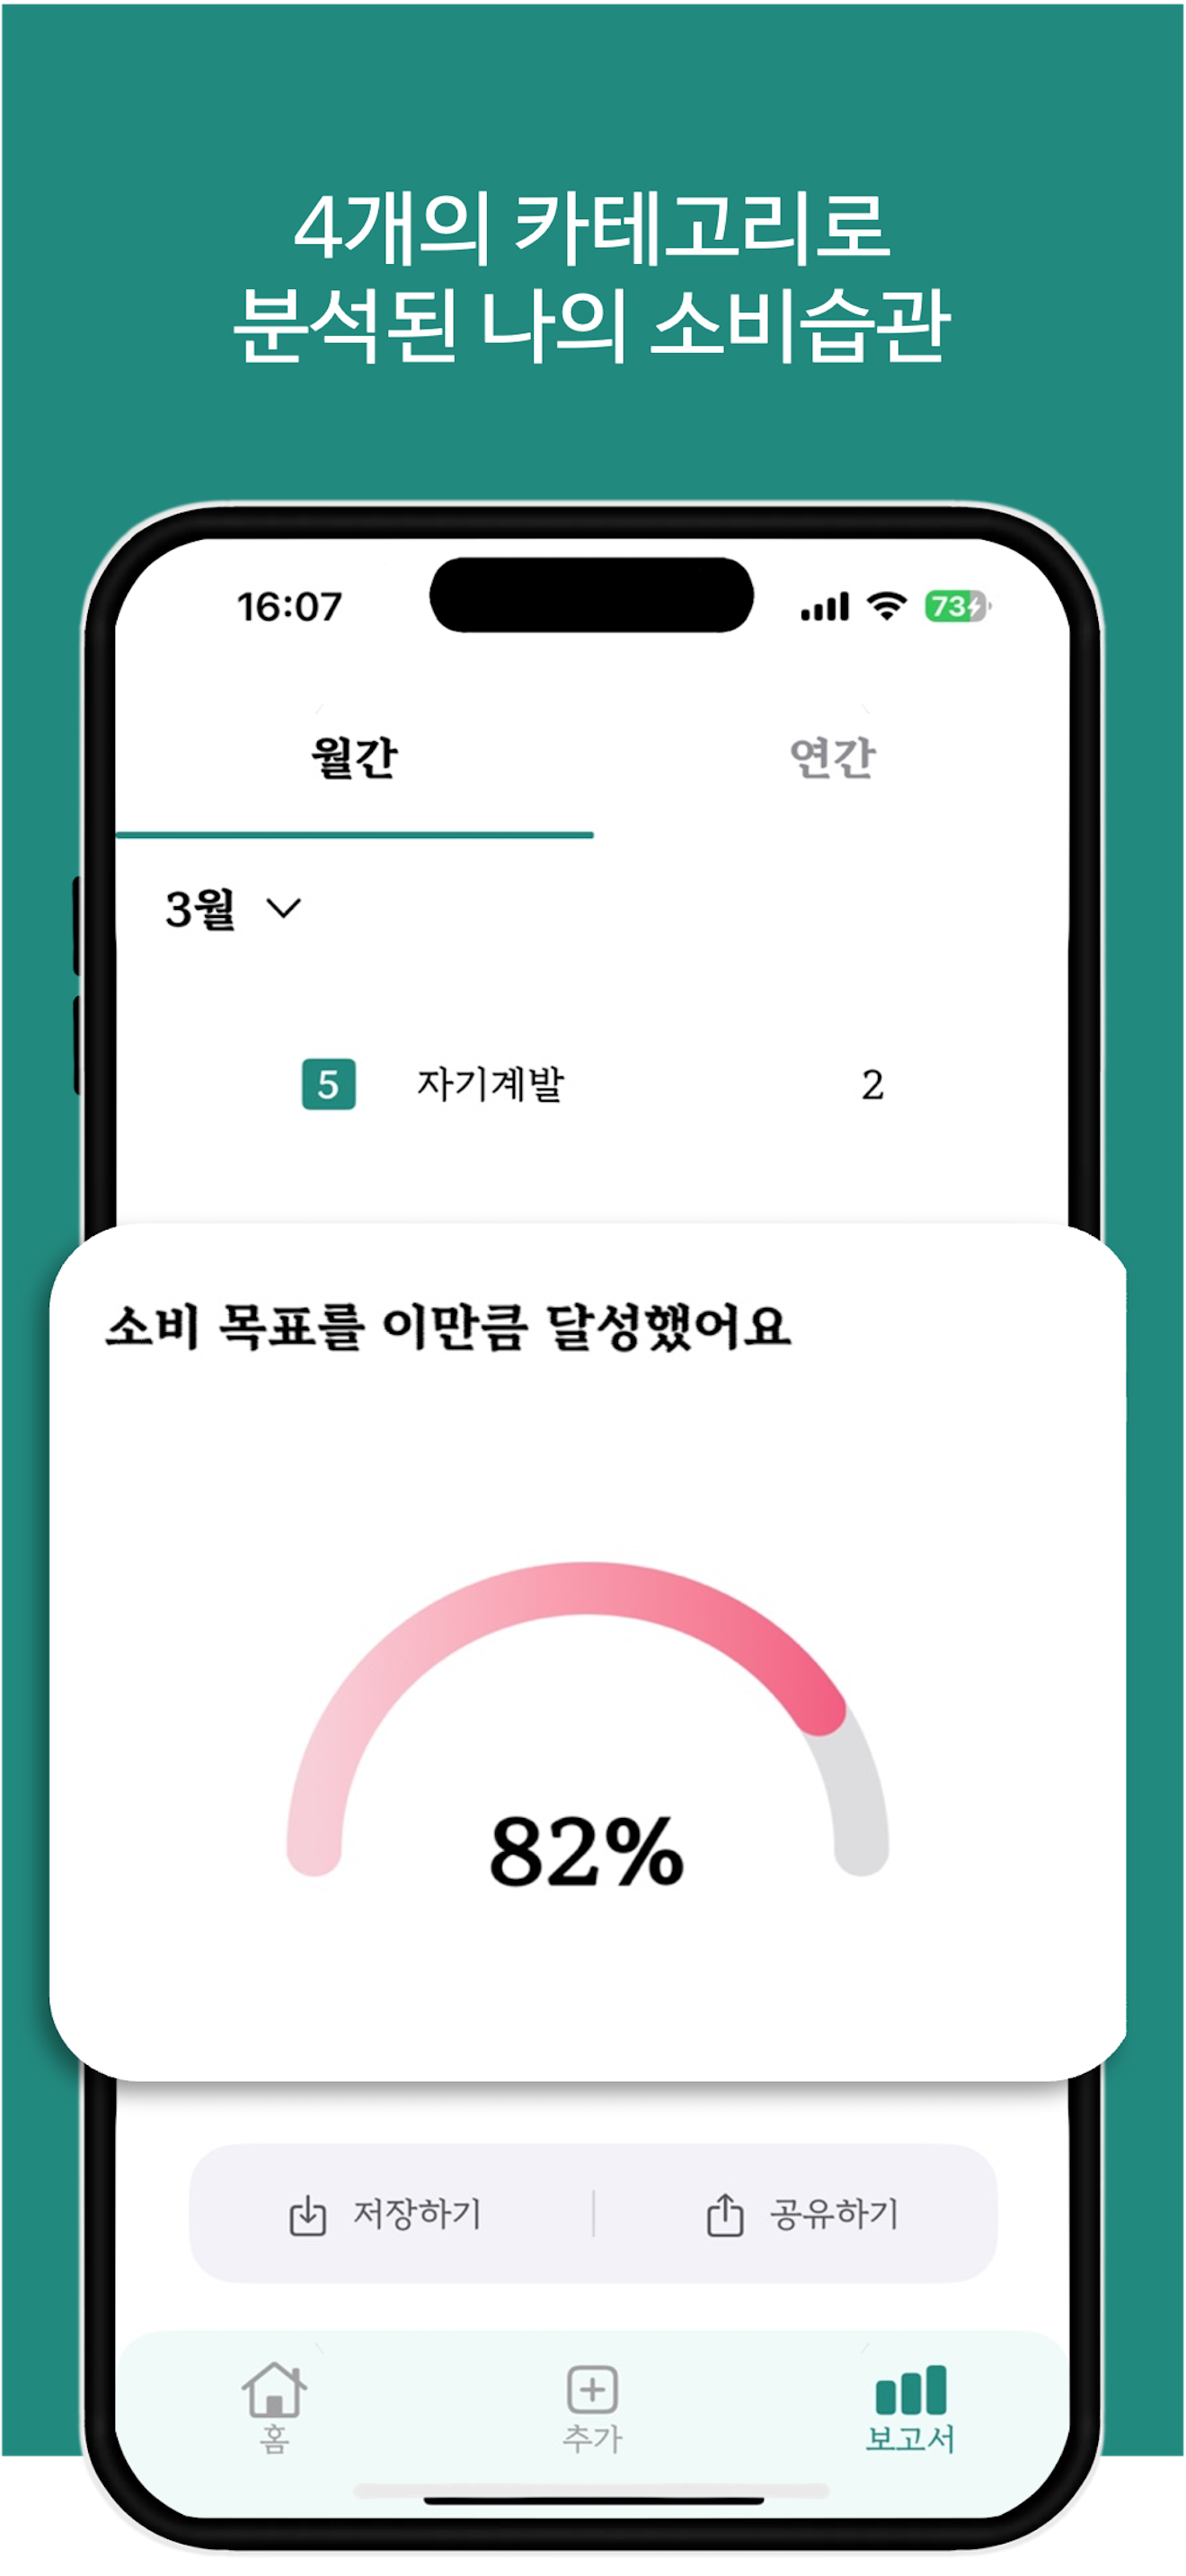 4개의 카테고리로
분석된 나의 소비습관
16:07 73
월간 연간
3월
5 자기계발 2
소비 목표를 이만큼 달성했어요
82%
저장하기 공유하기
홈 추가 보고서